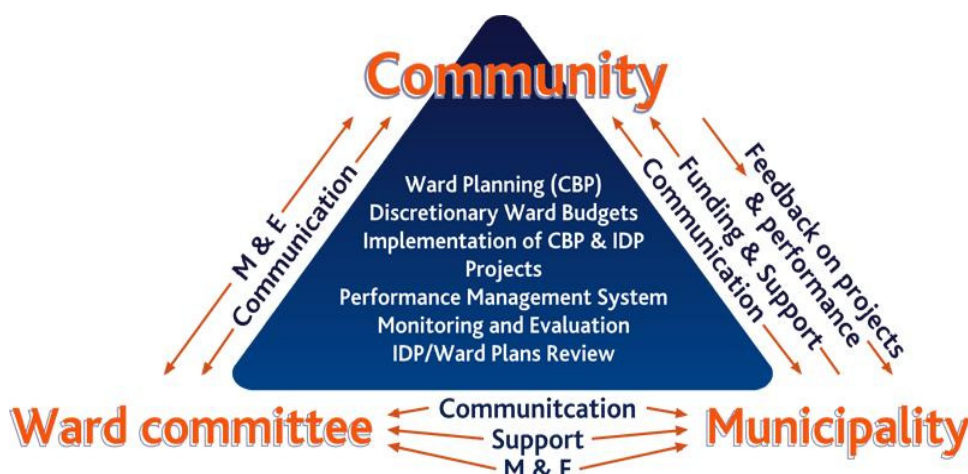 Community
M & E
Communication
Ward Planning (CBP)
Discretionary Ward Budgets
Implementation of CBP & IDP
Projects
Performance Management System
Monitoring and Evaluation
IDP/Ward Plans Review
Communication
Funding & Support
Feedback on projects
& performance
Ward committee
Communitcation
Support
M & E
Municipality